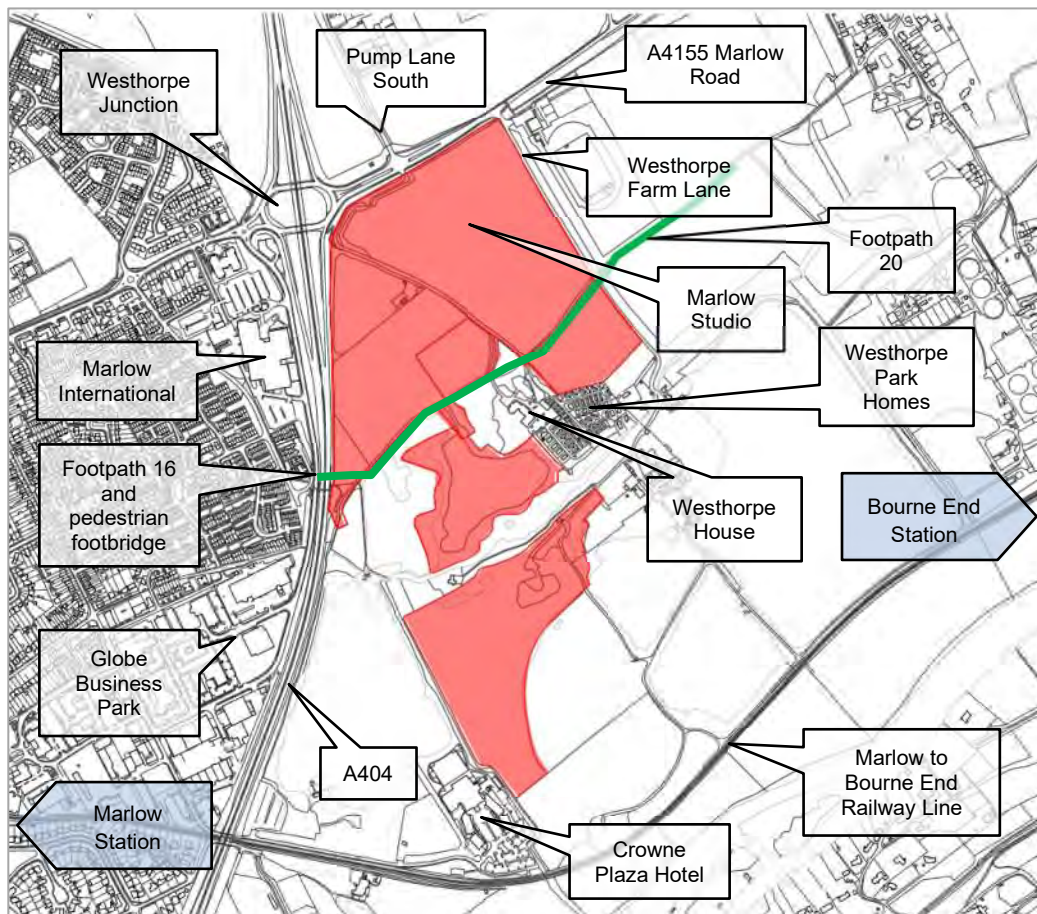 Westhorpe
Junction
Pump Lane
South
A4155 Marlow
Road
Westhorpe
Farm Lane
Footpath
20
Marlow
Studio
Marlow
International
Westhorpe
Park
Homes
Footpath 16
and
pedestrian
footbridge
Westhorpe
House
Bourne End
Station
Globe
Business
Park
A404
Marlow to
Bourne End
Railway Line
Marlow
Station
Crowne
Plaza Hotel